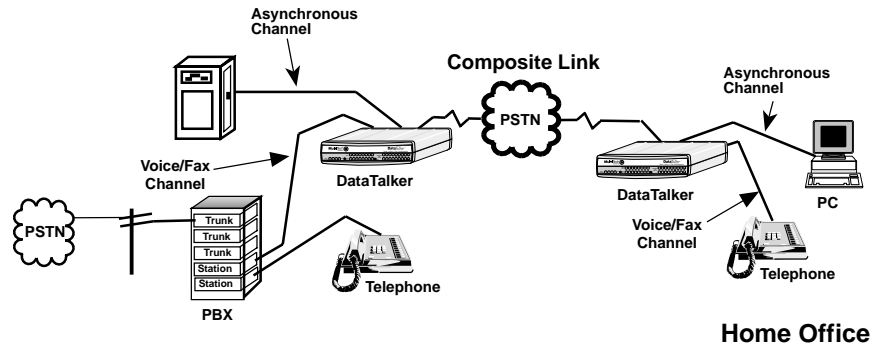 Asynchronous
Channel
Composite Link
Asynchronous
Channel
PSTN
Voice/Fax
Channel
DataTalker
DataTalker
PC
PSTN
Trunk
Trunk
Trunk
Station
Station
PBX
Telephone
Voice/Fax
Channel
Telephone
Home Office